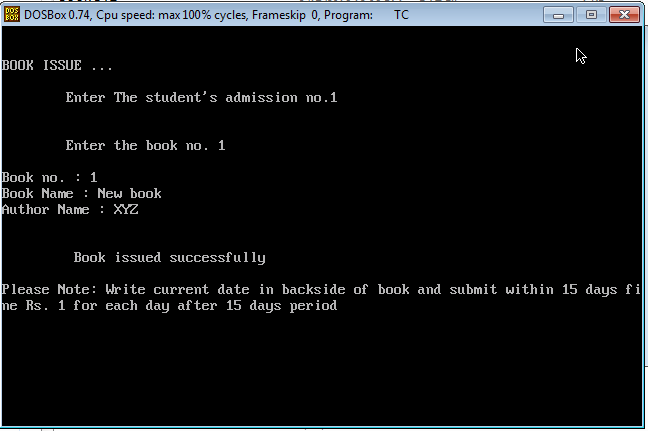 DOSBox 0.74, Cpu speed: max 100% cycles, Frameskip 0, Program: TC
BOOK ISSUE ...
Enter The student's admission no.1
Enter the book no. 1
Book no. : 1
Book Name : New book
Author Name : XYZ
Book issued successfully
Please Note: Write current date in backside of book and submit within 15 days fi
ne Rs. 1 for each day after 15 days period